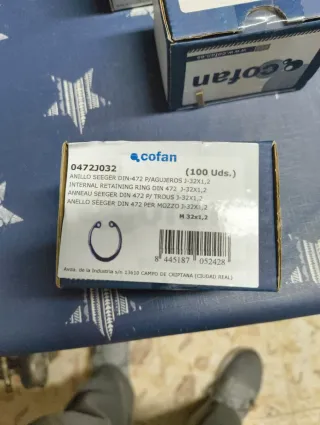 cofan
cofan
0472J032 (100 Uds.)
ANILLO SEEGER DIN-472 P/AGUJEROS J-32X1,2
INTERNAL RETAINING RING DIN 472 J-32X1,2
ANNEAU SEEGER DIN 472 P/ TROUS J-32X1,2
ANELLO SEEGER DIN 472 PER MOZZO J-32X1,2
M 32x1,2
8 445187 052428
Avda. de la Industria s/n 13610 CAMPO DE CRIPTANA (CIUDAD REAL)